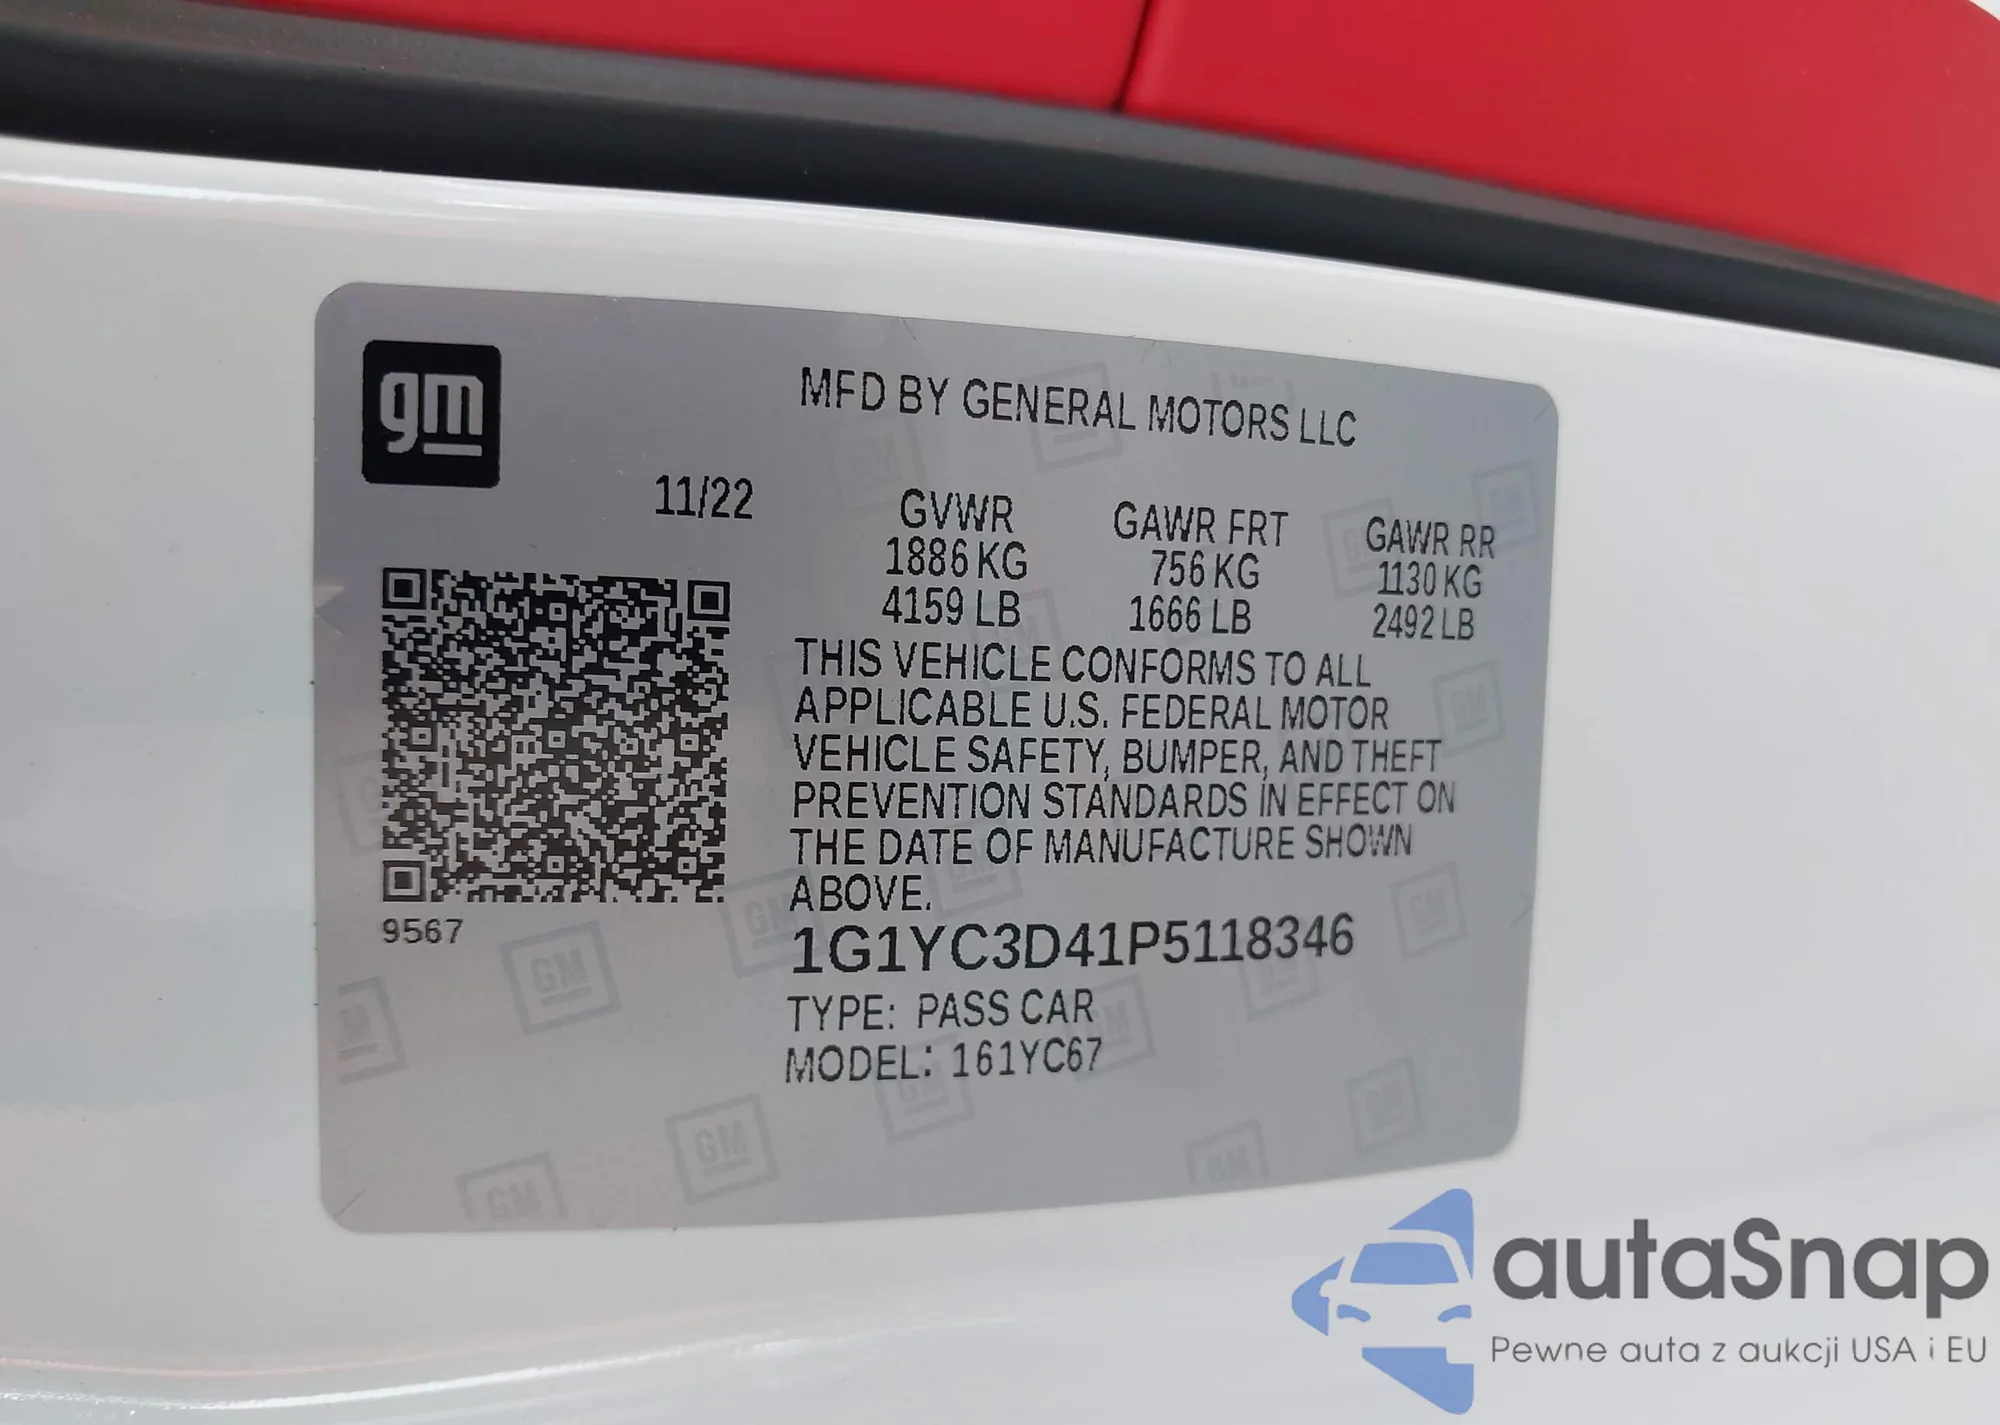 gm
MFD BY GENERAL MOTORS LLC
11/22
GVWR GAWR FRT GAWR RR
1886 KG 756 KG 1130 KG
4159 LB 1666 LB 2492 LB
THIS VEHICLE CONFORMS TO ALL
APPLICABLE U.S. FEDERAL MOTOR
VEHICLE SAFETY, BUMPER, AND THEFT
PREVENTION STANDARDS IN EFFECT ON
THE DATE OF MANUFACTURE SHOWN
ABOVE.
9567
1G1YC3D41P5118346
TYPE: PASS CAR
MODEL: 161YC67
GM
GM
GM
autaSnap
Pewne auta z aukcji USA i EU